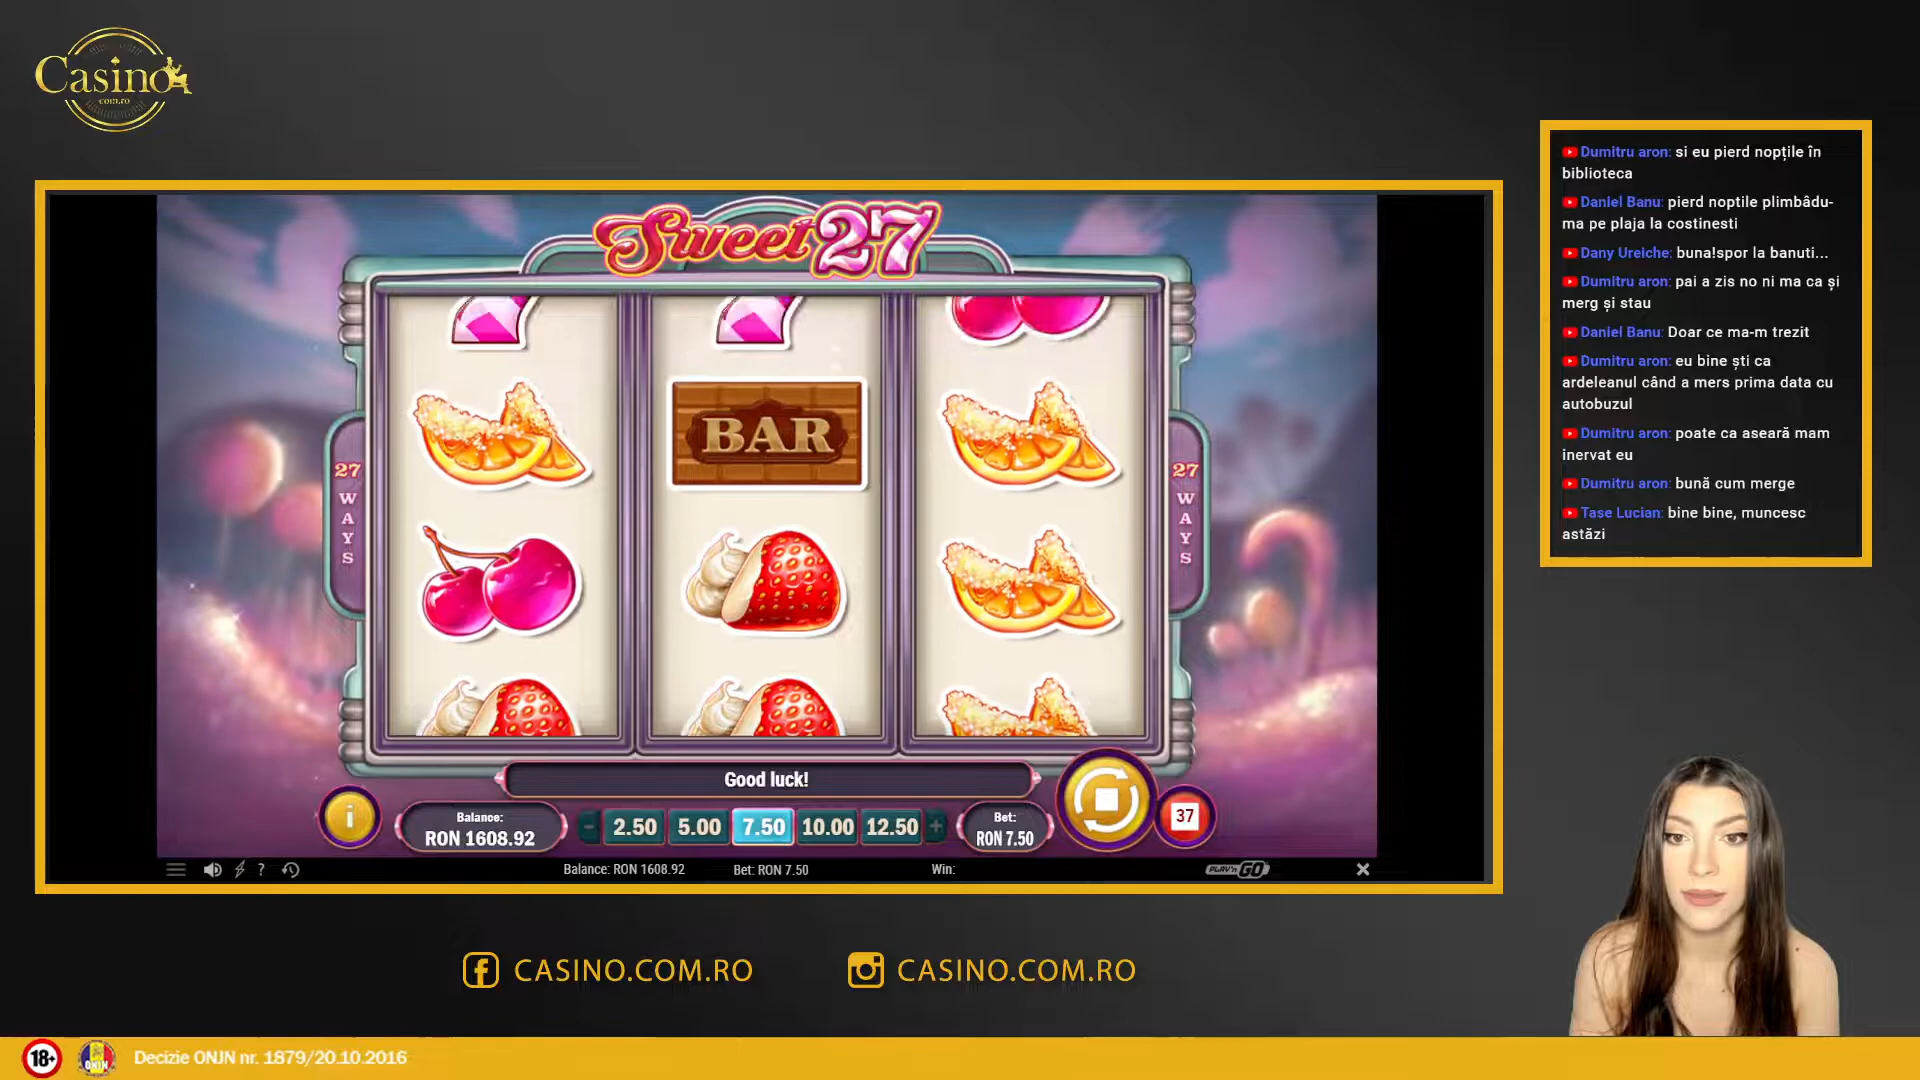 Casino
com.ro
Sweet 27
27
WAYS
27
WAYS
BAR
Good luck!
i
Balance:
RON 1608.92
- 2.50 5.00 7.50 10.00 12.50 +
Bet:
RON 7.50
37
? Balance: RON 1608.92 Bet: RON 7.50 Win: PLAY'n GO
Dumitru aron: si eu pierd nopțile în
biblioteca
Daniel Banu: pierd noptile plimbâdu-
ma pe plaja la costinesti
Dany Ureiche: buna!spor la banuti...
Dumitru aron: pai a zis no ni ma ca și
merg și stau
Daniel Banu: Doar ce ma-m trezit
Dumitru aron: eu bine ști ca
ardeleanul când a mers prima data cu
autobuzul
Dumitru aron: poate ca aseară mam
inervat eu
Dumitru aron: bună cum merge
Tase Lucian: bine bine, muncesc
astăzi
CASINO.COM.RO CASINO.COM.RO
18+ ONJN Decizie ONJN nr. 1879/20.10.2016